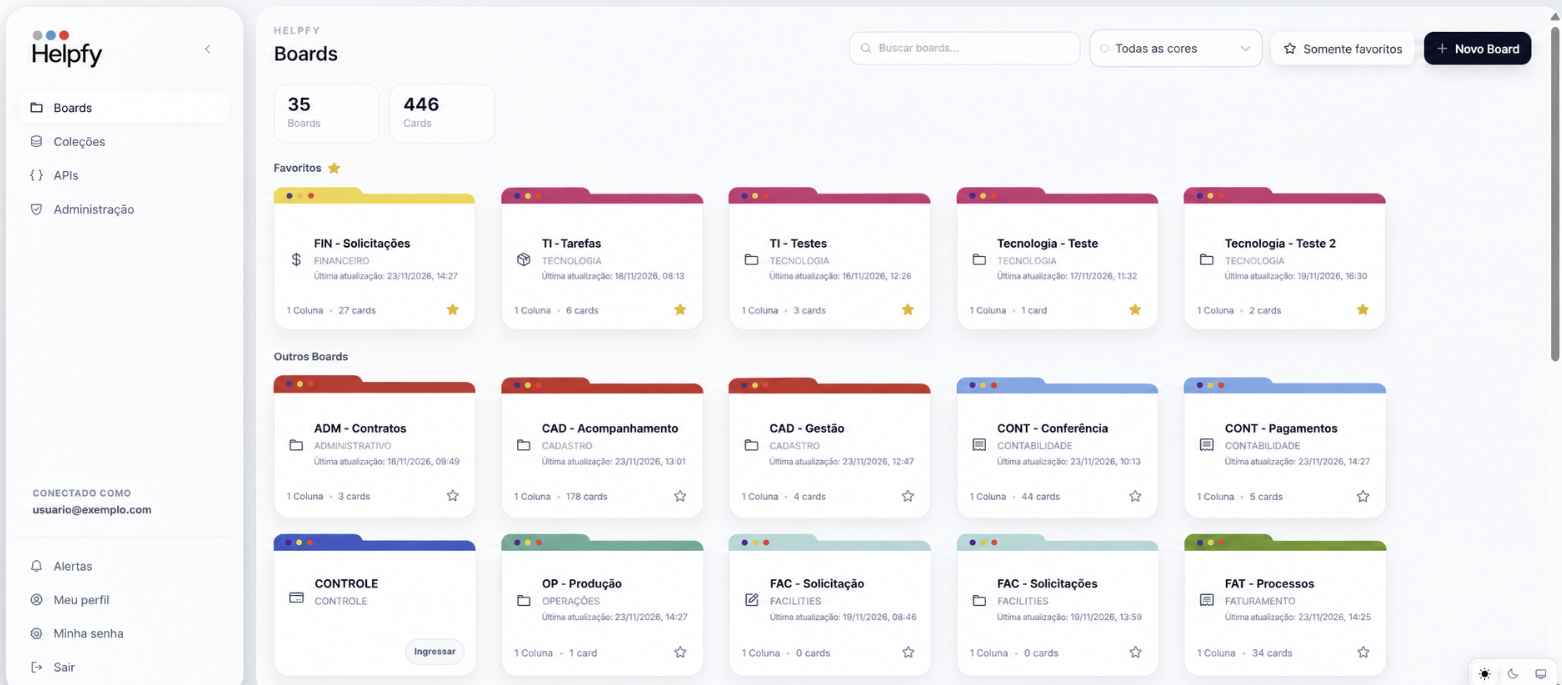 Helpfy
Boards
Coleções
APIs
Administração
CONECTADO COMO
usuario@exemplo.com
Alertas
Meu perfil
Minha senha
Sair
HELPFY
Boards
Buscar boards...
Todas as cores
Somente favoritos
+ Novo Board
35
Boards
446
Cards
Favoritos
FIN - Solicitações
FINANCEIRO
Última atualização: 23/11/2026, 14:27
1 Coluna • 27 cards
TI - Tarefas
TECNOLOGIA
Última atualização: 18/11/2026, 08:13
1 Coluna • 6 cards
TI - Testes
TECNOLOGIA
Última atualização: 16/11/2026, 12:26
1 Coluna • 3 cards
Tecnologia - Teste
TECNOLOGIA
Última atualização: 17/11/2026, 11:32
1 Coluna • 1 card
Tecnologia - Teste 2
TECNOLOGIA
Última atualização: 19/11/2026, 16:30
1 Coluna • 2 cards
Outros Boards
ADM - Contratos
ADMINISTRATIVO
Última atualização: 18/11/2026, 09:49
1 Coluna • 3 cards
CAD - Acompanhamento
CADASTRO
Última atualização: 23/11/2026, 13:01
1 Coluna • 178 cards
CAD - Gestão
CADASTRO
Última atualização: 23/11/2026, 12:47
1 Coluna • 4 cards
CONT - Conferência
CONTABILIDADE
Última atualização: 23/11/2026, 10:13
1 Coluna • 44 cards
CONT - Pagamentos
CONTABILIDADE
Última atualização: 23/11/2026, 14:27
1 Coluna • 5 cards
CONTROLE
CONTROLE
Ingressar
OP - Produção
OPERAÇÕES
Última atualização: 23/11/2026, 14:27
1 Coluna • 1 card
FAC - Solicitação
FACILITIES
Última atualização: 19/11/2026, 08:46
1 Coluna • 0 cards
FAC - Solicitações
FACILITIES
Última atualização: 19/11/2026, 13:59
1 Coluna • 0 cards
FAT - Processos
FATURAMENTO
Última atualização: 23/11/2026, 14:25
1 Coluna • 34 cards